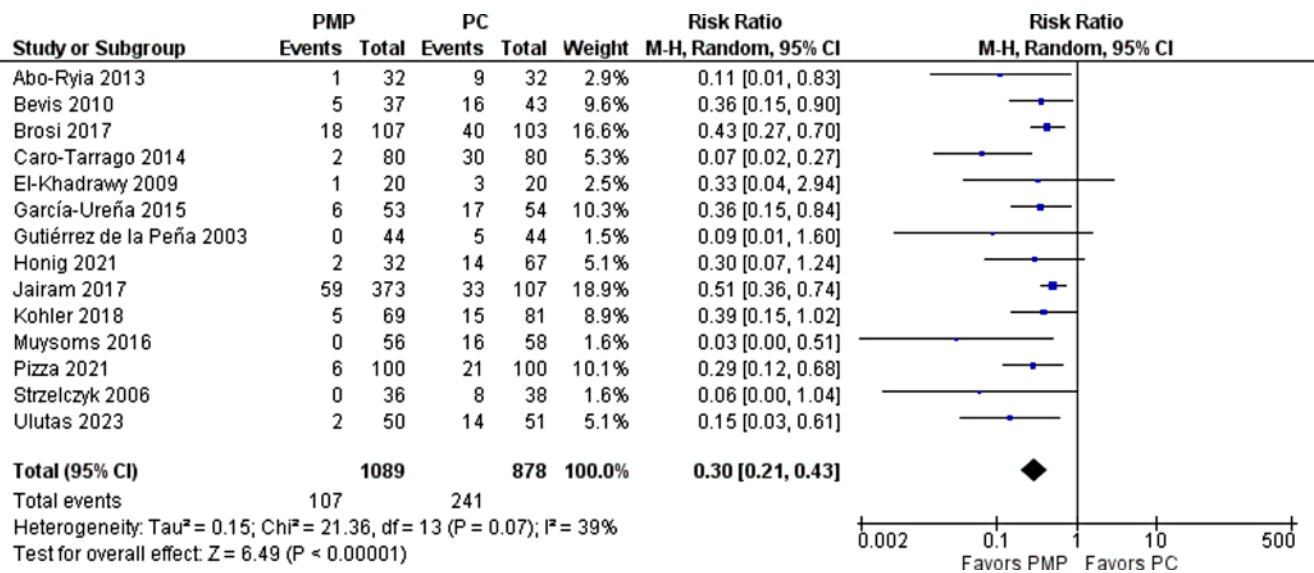 PMP PC Risk Ratio Risk Ratio
Study or Subgroup Events Total Events Total Weight M-H, Random, 95% CI M-H, Random, 95% CI
Abo-Ryia 2013 1 32 9 32 2.9% 0.11 [0.01, 0.83]
Bevis 2010 5 37 16 43 9.6% 0.36 [0.15, 0.90]
Brosi 2017 18 107 40 103 16.6% 0.43 [0.27, 0.70]
Caro-Tarrago 2014 2 80 30 80 5.3% 0.07 [0.02, 0.27]
El-Khadrawy 2009 1 20 3 20 2.5% 0.33 [0.04, 2.94]
García-Ureña 2015 6 53 17 54 10.3% 0.36 [0.15, 0.84]
Gutiérrez de la Peña 2003 0 44 5 44 1.5% 0.09 [0.01, 1.60]
Honig 2021 2 32 14 67 5.1% 0.30 [0.07, 1.24]
Jairam 2017 59 373 33 107 18.9% 0.51 [0.36, 0.74]
Kohler 2018 5 69 15 81 8.9% 0.39 [0.15, 1.02]
Muysoms 2016 0 56 16 58 1.6% 0.03 [0.00, 0.51]
Pizza 2021 6 100 21 100 10.1% 0.29 [0.12, 0.68]
Strzelczyk 2006 0 36 8 38 1.6% 0.06 [0.00, 1.04]
Ulutas 2023 2 50 14 51 5.1% 0.15 [0.03, 0.61]
Total (95% CI) 1089 878 100.0% 0.30 [0.21, 0.43]
Total events 107 241
Heterogeneity: Tau² = 0.15; Chi² = 21.36, df = 13 (P = 0.07); I² = 39%
Test for overall effect: Z = 6.49 (P < 0.00001)
0.002 0.1 1 10 500
Favors PMP Favors PC